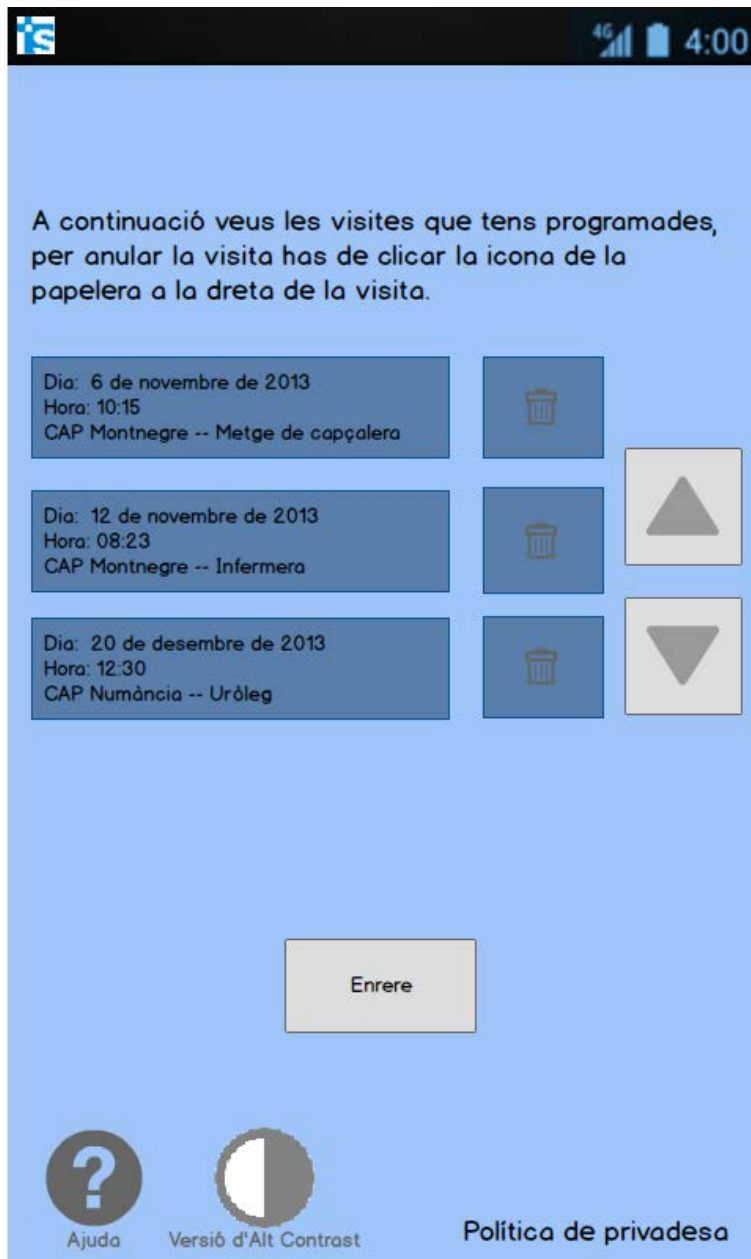 is
4G 4:00
A continuació veus les visites que tens programades,
per anular la visita has de clicar la icona de la
papelera a la dreta de la visita.
Dia: 6 de novembre de 2013
Hora: 10:15
CAP Montnegre -- Metge de capçalera
Dia: 12 de novembre de 2013
Hora: 08:23
CAP Montnegre -- Infermera
Dia: 20 de desembre de 2013
Hora: 12:30
CAP Numància -- Uròleg
Enrere
?
Ajuda
Versió d'Alt Contrast
Política de privadesa